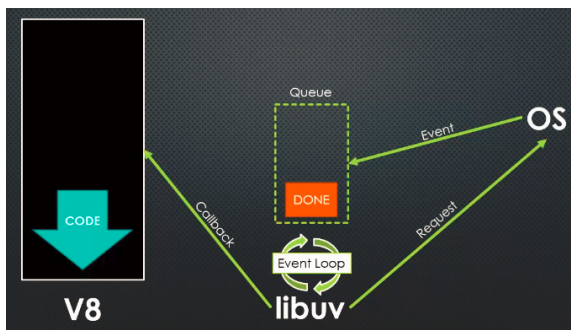 Queue
OS
Event
DONE
CODE
Callback
Request
Event Loop
V8
libuv